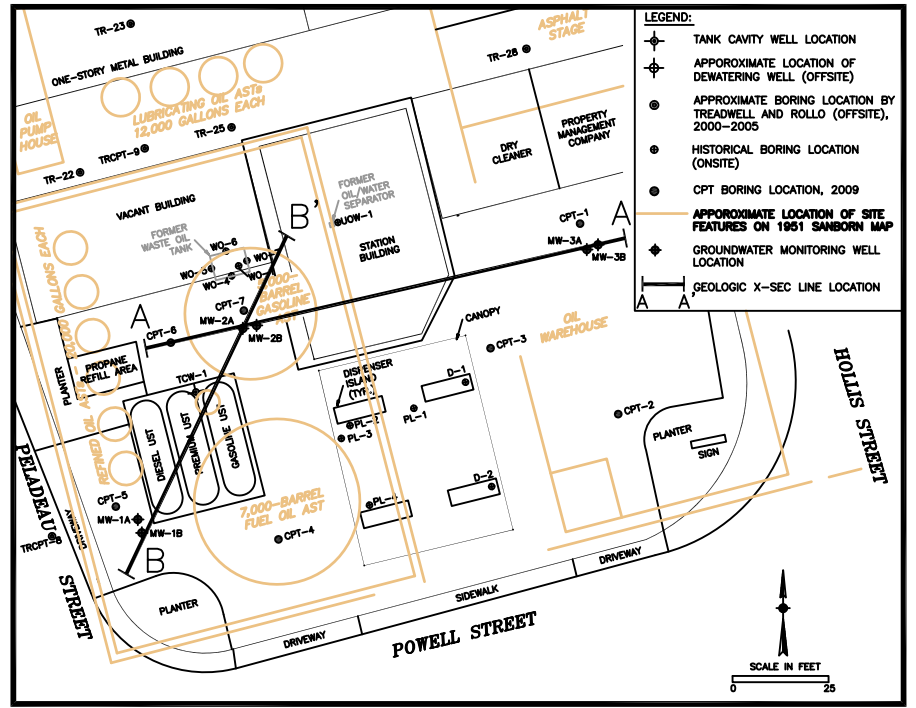 TR-23
ONE-STORY METAL BUILDING
ASPHALT
STAGE
TR-28
OIL
PUMP
HOUSE
LUBRICATING OIL ASTs
12,000 GALLONS EACH
TR-25
TRCPT-9
TR-22
DRY
CLEANER
PROPERTY
MANAGEMENT
COMPANY
LEGEND:
TANK CAVITY WELL LOCATION
APPOROXIMATE LOCATION OF
DEWATERING WELL (OFFSITE)
APPROXIMATE BORING LOCATION BY
TREADWELL AND ROLLO (OFFSITE),
2000-2005
HISTORICAL BORING LOCATION
(ONSITE)
CPT BORING LOCATION, 2009
APPOROXIMATE LOCATION OF SITE
FEATURES ON 1951 SANBORN MAP
GROUNDWATER MONITORING WELL
LOCATION
A A' GEOLOGIC X-SEC LINE LOCATION
VACANT BUILDING
FORMER
WASTE OIL
TANK
FORMER
OIL/WATER
SEPARATOR
UOW-1
B'
STATION
BUILDING
CPT-1
A
MW-3A
MW-3B
WO-6
WO-5
WO-4
-BARREL
GASOLINE
CPT-7
MW-2A
MW-2B
A
CPT-6
PROPANE
REFILL AREA
PLANTER
REFINED OIL ASTs
GALLONS EACH
CANOPY
OIL
WAREHOUSE
CPT-3
DISPENSER
ISLAND
(TYP.)
D-1
PL-1
PL-2
PL-3
CPT-2
PLANTER
SIGN
HOLLIS STREET
TCW-1
DIESEL UST
PREMIUM UST
GASOLINE UST
D-2
PELADEAU
STREET
CPT-5
MW-1A
MW-1B
TRCPT-8
DRIVEWAY
B
7,000-BARREL
FUEL OIL AST
CPT-4
PLANTER
DRIVEWAY
SIDEWALK
DRIVEWAY
POWELL STREET
SCALE IN FEET
0 25